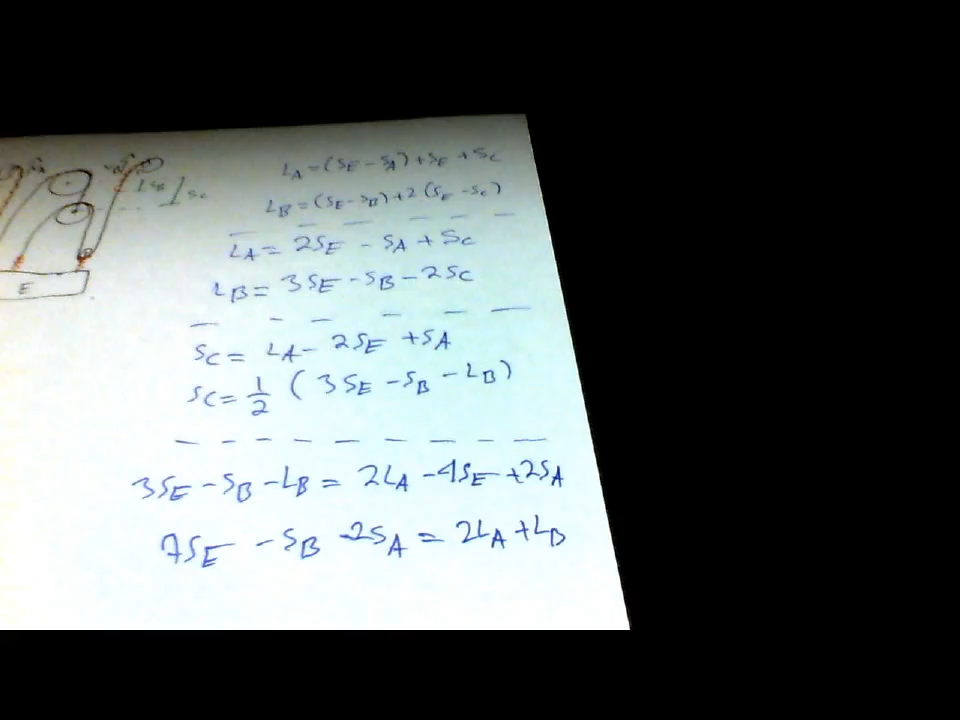 L_A = (S_E - S_A) + S_E + S_C
L_B = (S_E - S_B) + 2 (S_E - S_C)
L_A = 2S_E - S_A + S_C
L_B = 3S_E - S_B - 2S_C
S_C = L_A - 2S_E + S_A
S_C = 1/2 (3S_E - S_B - L_B)
3S_E - S_B - L_B = 2L_A - 4S_E + 2S_A
7S_E - S_B - 2S_A = 2L_A + L_B
S_B
S_C
E